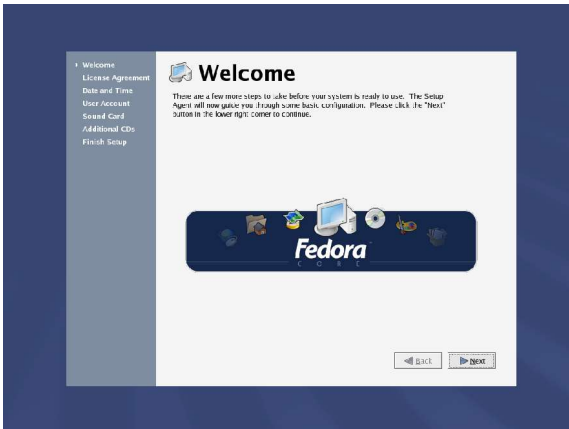 Welcome
License Agreement
Date and Time
User Account
Sound Card
Additional CDs
Finish Setup
Welcome
There are a few more steps to take before your system is ready to use. The Setup
Agent will now guide you through some basic configuration. Please click the "Next"
button in the lower right corner to continue.
Fedora
CORE
Back
Next